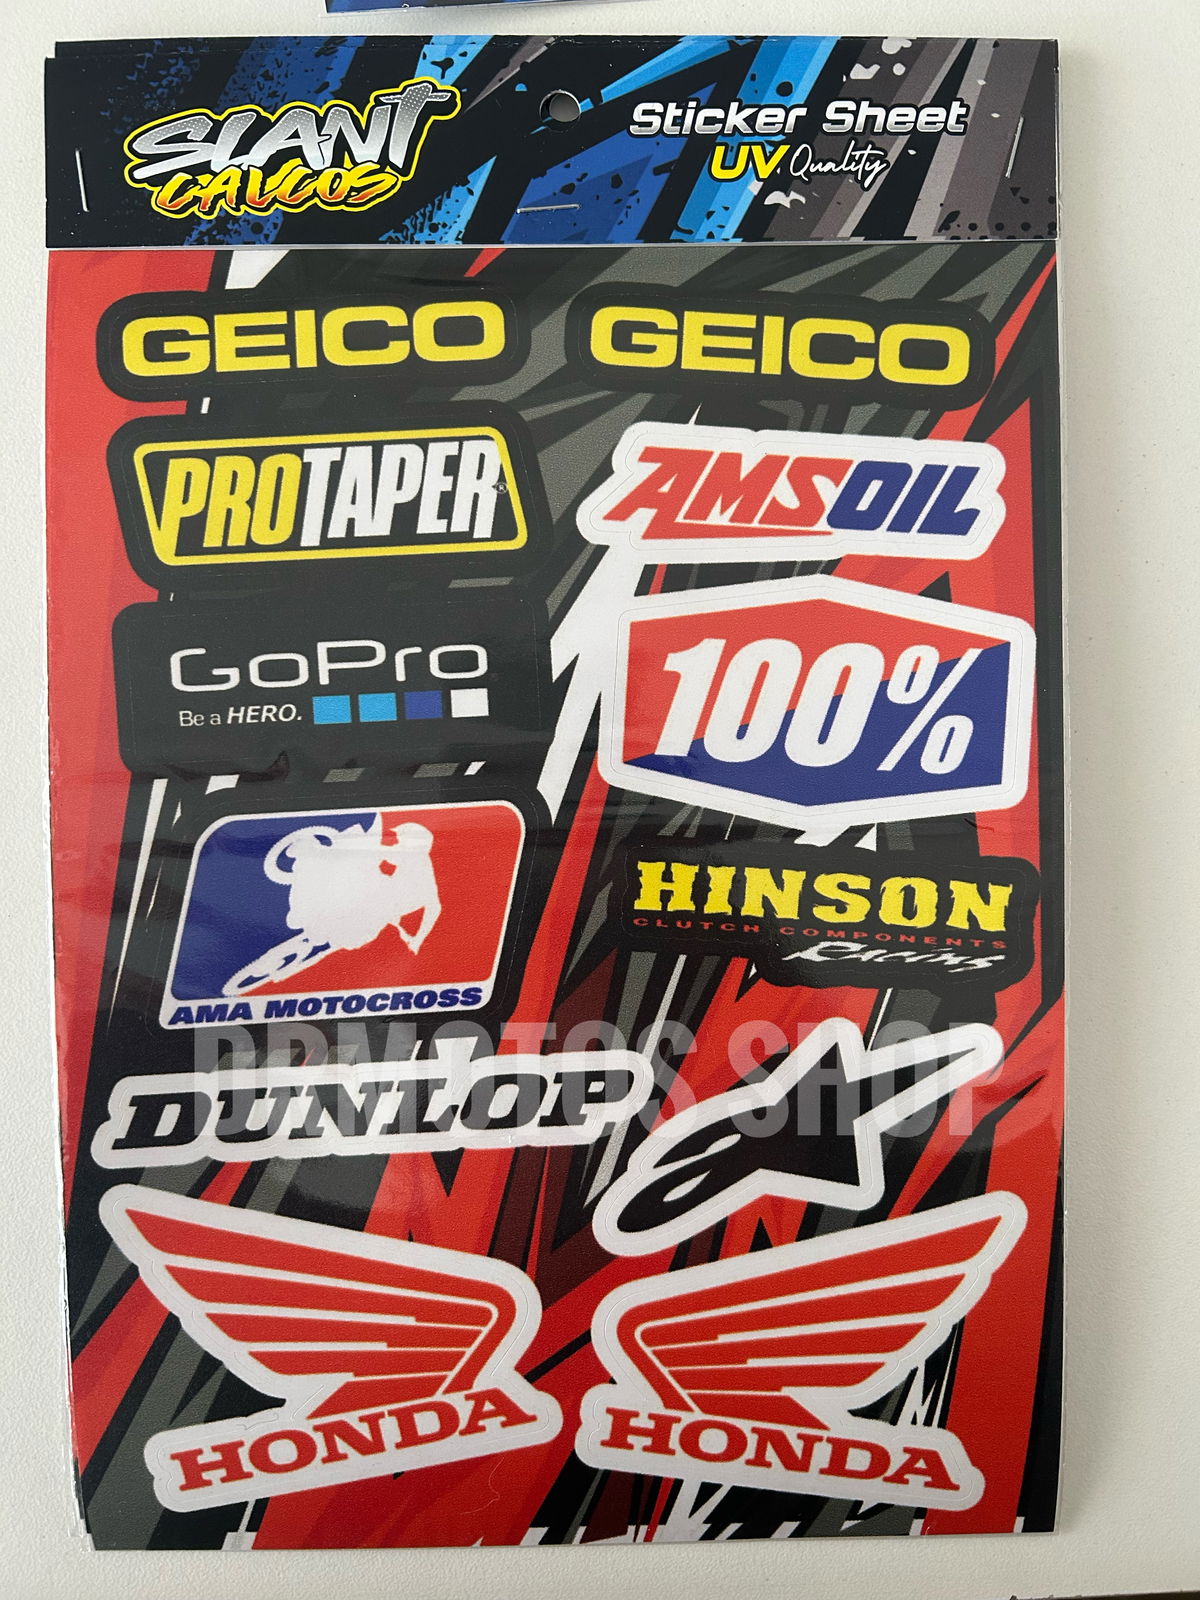 SLANT
CALCOS
Sticker Sheet
UV Quality
GEICO
GEICO
PROTAPER®
AMSOIL
GoPro
Be a HERO.
100%
AMA MOTOCROSS
HINSON
CLUTCH COMPONENTS
Racing
DRMOTOS SHOP
DUNLOP
HONDA
HONDA